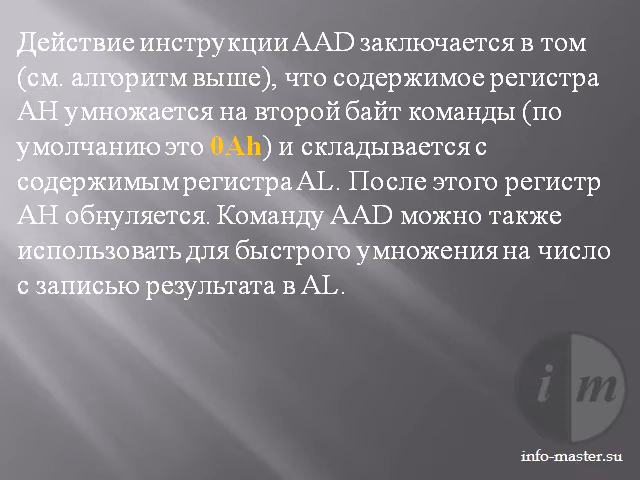 Действие инструкции AAD заключается в том
(см. алгоритм выше), что содержимое регистра
AH умножается на второй байт команды (по
умолчанию это 0Ah) и складывается с
содержимым регистра AL. После этого регистр
AH обнуляется. Команду AAD можно также
использовать для быстрого умножения на число
с записью результата в AL.
im
info-master.su